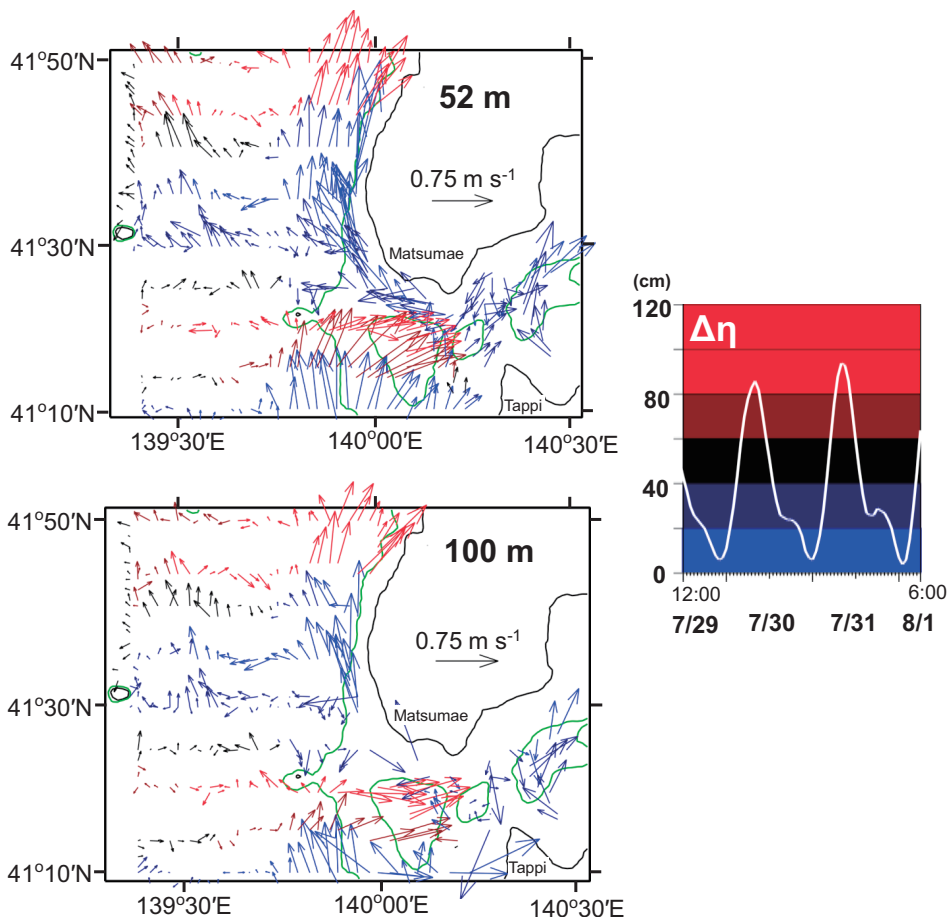 41°50′N
52 m
0.75 m s⁻¹
41°30′N
Matsumae
41°10′N
Tappi
139°30′E
140°00′E
140°30′E
41°50′N
100 m
0.75 m s⁻¹
41°30′N
Matsumae
41°10′N
Tappi
139°30′E
140°00′E
140°30′E
(cm)
120
Δη
80
40
0
12:00
6:00
7/29
7/30
7/31
8/1